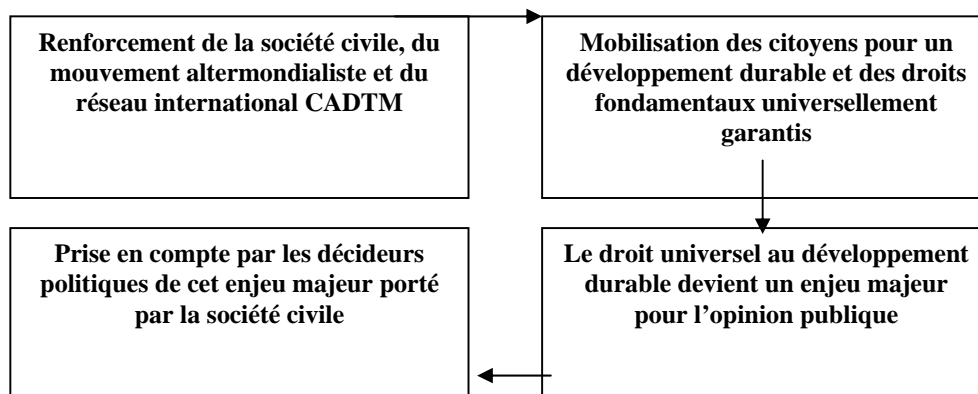 Renforcement de la société civile, du
mouvement altermondialiste et du
réseau international CADTM
Mobilisation des citoyens pour un
développement durable et des droits
fondamentaux universellement
garantis
Le droit universel au développement
durable devient un enjeu majeur
pour l’opinion publique
Prise en compte par les décideurs
politiques de cet enjeu majeur porté
par la société civile